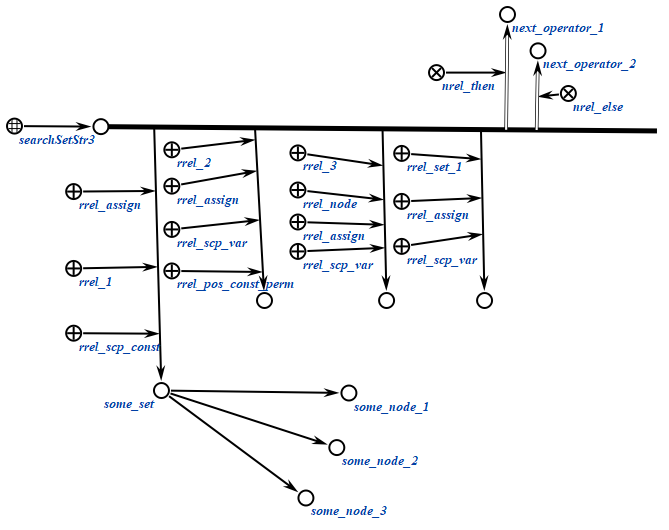 next_operator_1
next_operator_2
nrel_then
nrel_else
searchSetStr3
rrel_2
rrel_3
rrel_set_1
rrel_assign
rrel_assign
rrel_node
rrel_assign
rrel_scp_var
rrel_assign
rrel_scp_var
rrel_scp_var
rrel_1
rrel_pos_const_perm
rrel_scp_const
some_set
some_node_1
some_node_2
some_node_3